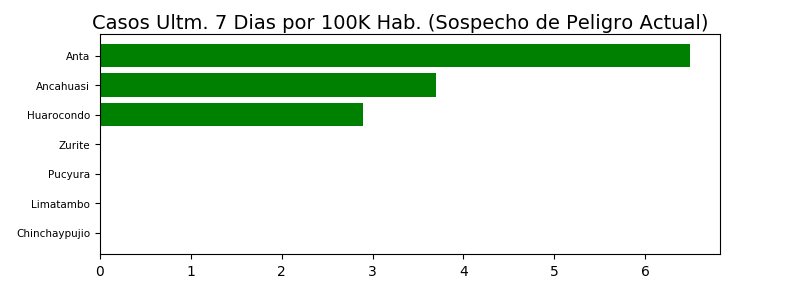 Casos Ultm. 7 Dias por 100K Hab. (Sospecho de Peligro Actual)
Anta
Ancahuasi
Huarocondo
Zurite
Pucyura
Limatambo
Chinchaypujio
0 1 2 3 4 5 6